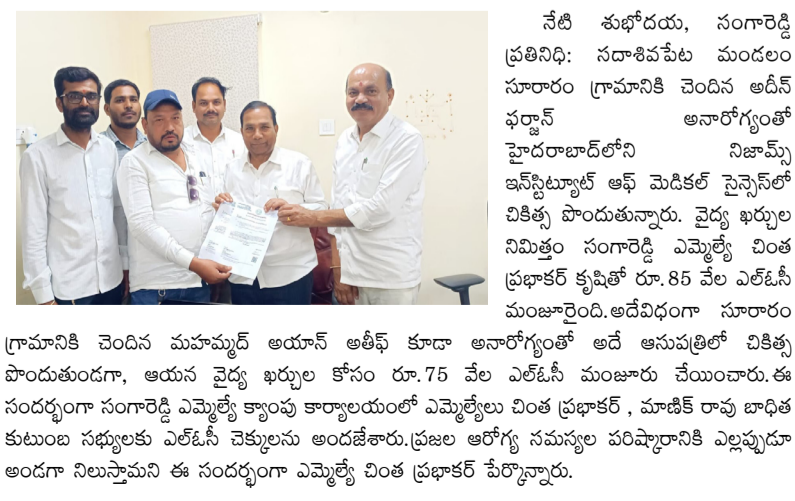 నేటి శుభోదయ, సంగారెడ్డి
ప్రతినిధి: సదాశివపేట మండలం
సూరారం గ్రామానికి చెందిన అదీన్
ఫర్జాన్ అనారోగ్యంతో
హైదరాబాద్‌లోని నిజామ్స్
ఇన్‌స్టిట్యూట్ ఆఫ్ మెడికల్ సైన్సెస్‌లో
చికిత్స పొందుతున్నారు. వైద్య ఖర్చుల
నిమిత్తం సంగారెడ్డి ఎమ్మెల్యే చింత
ప్రభాకర్ కృషితో రూ.85 వేల ఎల్‌ఓసీ
మంజూరైంది.అదేవిధంగా సూరారం
గ్రామానికి చెందిన మహమ్మద్ అయాన్ అతీఫ్ కూడా అనారోగ్యంతో అదే ఆనుపత్రిలో చికిత్స
పొందుతుండగా, ఆయన వైద్య ఖర్చుల కోసం రూ.75 వేల ఎల్‌ఓసీ మంజూరు చేయించారు.ఈ
సందర్భంగా సంగారెడ్డి ఎమ్మెల్యే క్యాంపు కార్యాలయంలో ఎమ్మెల్యేలు చింత ప్రభాకర్ , మాణిక్ రావు బాధిత
కుటుంబ సభ్యులకు ఎల్‌ఓసీ చెక్కులను అందజేశారు.ప్రజల ఆరోగ్య సమస్యల పరిష్కారానికి ఎల్లప్పుడూ
అండగా నిలుస్తామని ఈ సందర్భంగా ఎమ్మెల్యే చింత ప్రభాకర్ పేర్కొన్నారు.